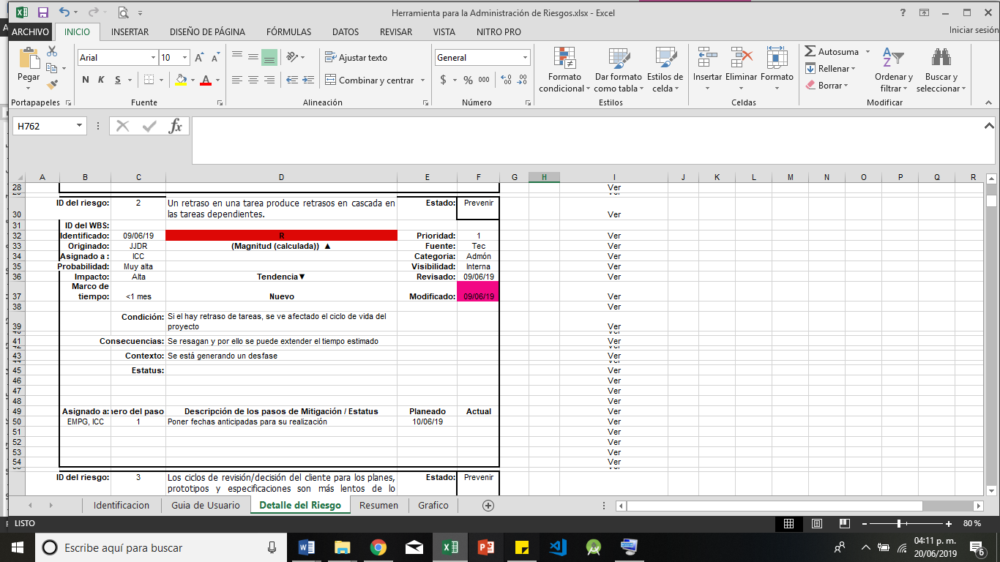 Herramienta para la Administración de Riesgos.xlsx - Excel
ARCHIVO INICIO INSERTAR DISEÑO DE PÁGINA FÓRMULAS DATOS REVISAR VISTA NITRO PRO Iniciar sesión
Pegar
Portapapeles
Arial 10
N K S
Fuente
Ajustar texto
Combinar y centrar
Alineación
General
$ % 000
Número
Formato condicional
Dar formato como tabla
Estilos de celda
Estilos
Insertar Eliminar Formato
Celdas
Autosuma
Rellenar
Borrar
Ordenar y filtrar
Buscar y seleccionar
Modificar
H762 fx
A B C D E F G H I J K L M N O P Q R
28 Ver
30 ID del riesgo: 2 Un retraso en una tarea produce retrasos en cascada en las tareas dependientes. Estado: Prevenir Ver
31 ID del WBS:
32 Identificado: 09/06/19 R Prioridad: 1 Ver
33 Originado: JJDR (Magnitud (calculada)) ▲ Fuente: Tec Ver
34 Asignado a : ICC Categoria: Admón Ver
35 Probabilidad: Muy alta Visibilidad: Interna Ver
36 Impacto: Alta Tendencia▼ Revisado: 09/06/19 Ver
37 Marco de tiempo: <1 mes Nuevo Modificado: 09/06/19 Ver
38 Ver
39 Condición: Si el hay retraso de tareas, se ve afectado el ciclo de vida del proyecto Ver
41 Consecuencias: Se resagan y por ello se puede extender el tiempo estimado Ver
43 Contexto: Se está generando un desfase Ver
45 Estatus: Ver
46 Ver
47 Ver
48 Ver
49 Asignado a: nero del paso Descripción de los pasos de Mitigación / Estatus Planeado Actual Ver
50 EMPG, ICC 1 Poner fechas anticipadas para su realización 10/06/19 Ver
51 Ver
52 Ver
53 Ver
54 Ver
ID del riesgo: 3 Los ciclos de revisión/decisión del cliente para los planes, prototipos y especificaciones son más lentos de lo Estado: Prevenir
Identificacion Guia de Usuario Detalle del Riesgo Resumen Grafico
LISTO 80 %
Escribe aquí para buscar
04:11 p. m.
20/06/2019
6